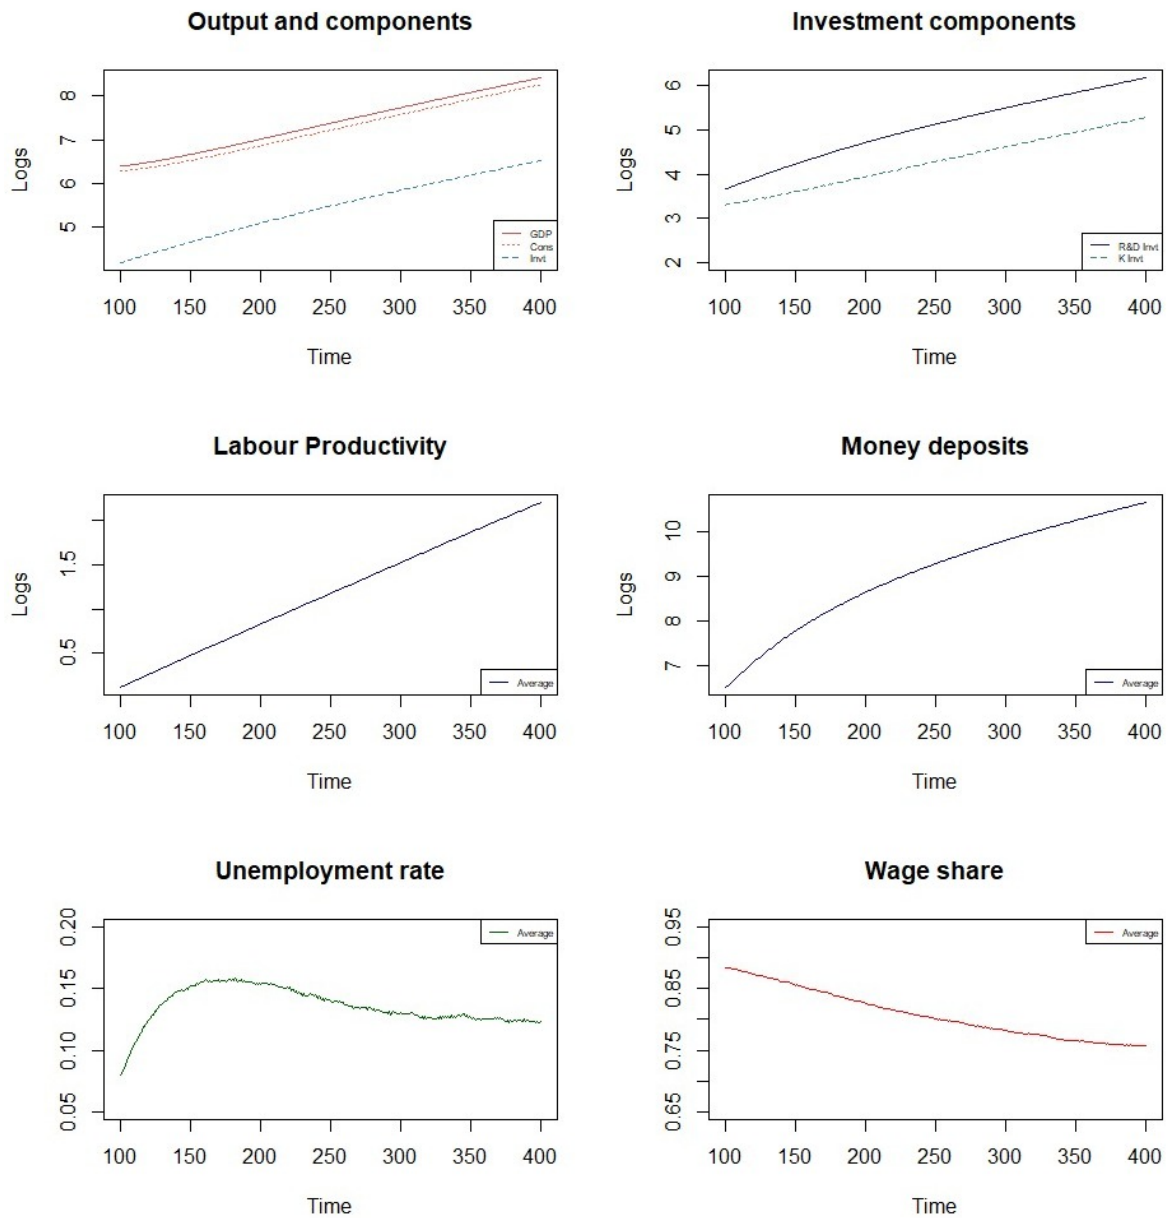 Output and components
Logs
5 6 7 8
GDP
Cons
Invt
100 150 200 250 300 350 400
Time
Investment components
Logs
2 3 4 5 6
R&D Invt
K Invt
100 150 200 250 300 350 400
Time
Labour Productivity
Logs
0.5 1.5
Average
100 150 200 250 300 350 400
Time
Money deposits
Logs
7 8 9 10
Average
100 150 200 250 300 350 400
Time
Unemployment rate
0.05 0.10 0.15 0.20
Average
100 150 200 250 300 350 400
Time
Wage share
0.65 0.75 0.85 0.95
Average
100 150 200 250 300 350 400
Time